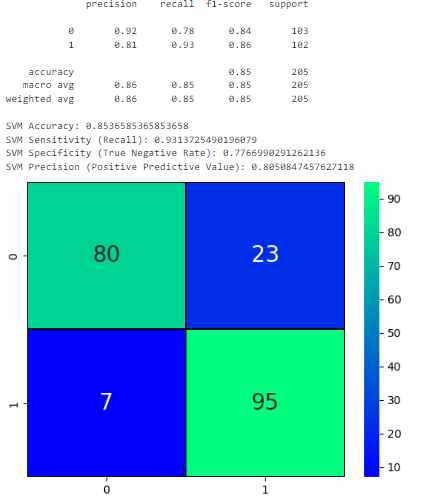 precision recall f1-score support
0 0.92 0.78 0.84 103
1 0.81 0.93 0.86 102
accuracy 0.85 205
macro avg 0.86 0.85 0.85 205
weighted avg 0.86 0.85 0.85 205
SVM Accuracy: 0.8536585365853658
SVM Sensitivity (Recall): 0.9313725490196079
SVM Specificity (True Negative Rate): 0.7766990291262136
SVM Precision (Positive Predictive Value): 0.8050847457627118
90
80
70
60
50
40
30
20
10
0 80 23
1 7 95
0 1